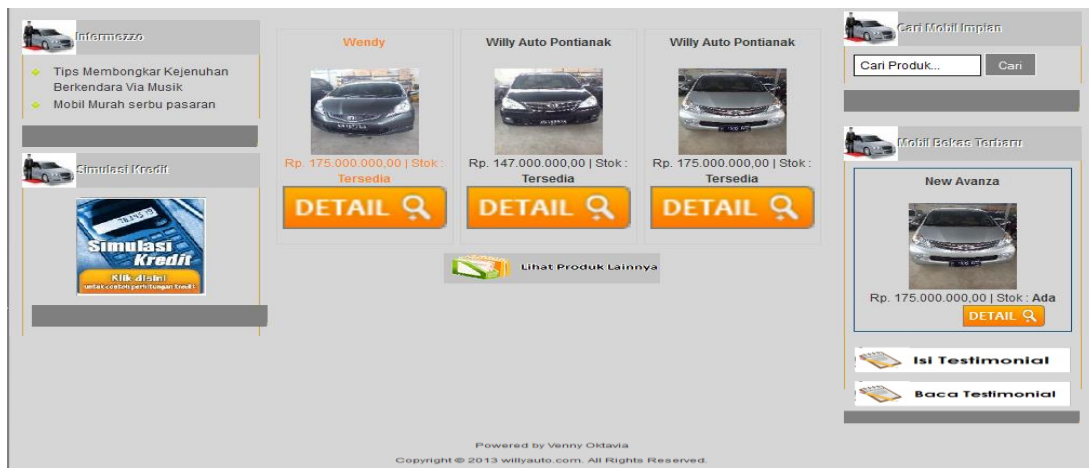 Intermezzo
Tips Membongkar Kejenuhan
Berkendara Via Musik
Mobil Murah serbu pasaran
Simulasi Kredit
Simulasi
Kredit
Klik disini
untuk contoh perhitungan kredit
Wendy
Rp. 175.000.000,00 | Stok :
Tersedia
DETAIL
Willy Auto Pontianak
Rp. 147.000.000,00 | Stok :
Tersedia
DETAIL
Willy Auto Pontianak
Rp. 175.000.000,00 | Stok :
Tersedia
DETAIL
Lihat Produk Lainnya
Cari Mobil Impian
Cari Produk... Cari
Mobil Bekas Terbaru
New Avanza
Rp. 175.000.000,00 | Stok : Ada
DETAIL
Isi Testimonial
Baca Testimonial
Powered by Venny Oktavia
Copyright © 2013 willyauto.com. All Rights Reserved.